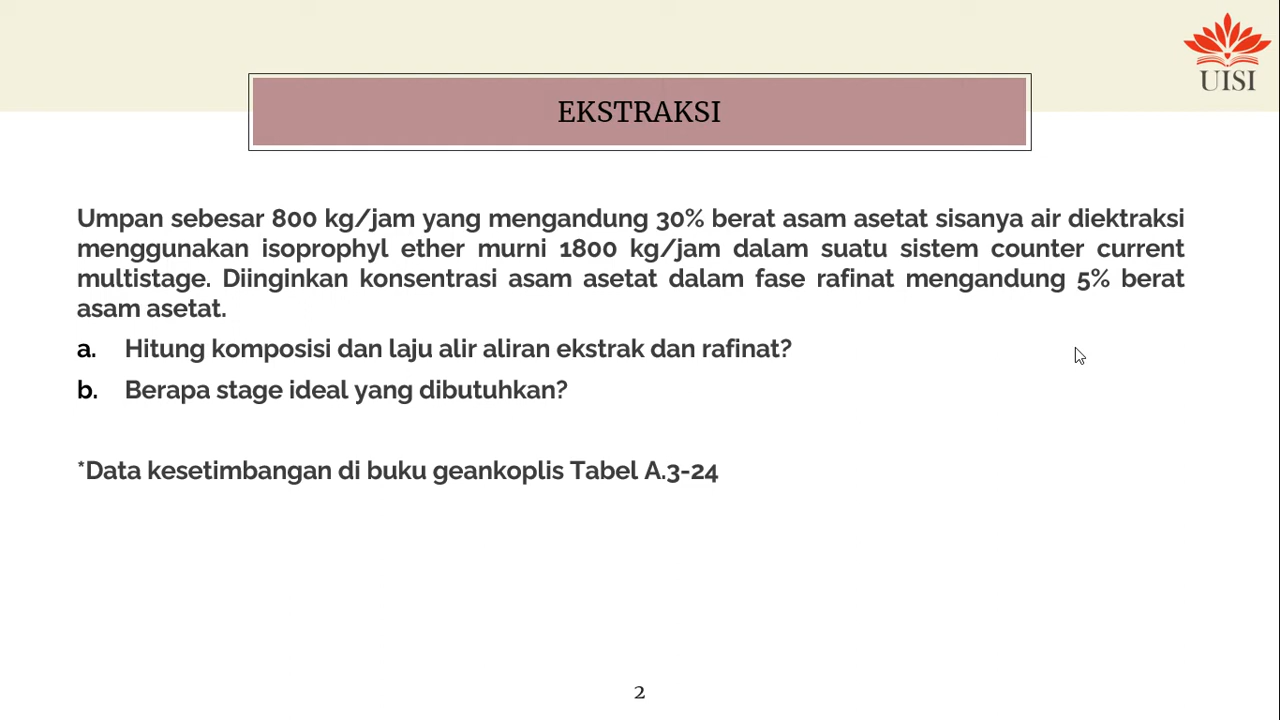 UISI
EKSTRAKSI
Umpan sebesar 800 kg/jam yang mengandung 30% berat asam asetat sisanya air diektraksi
menggunakan isoprophyl ether murni 1800 kg/jam dalam suatu sistem counter current
multistage. Diinginkan konsentrasi asam asetat dalam fase rafinat mengandung 5% berat
asam asetat.
a. Hitung komposisi dan laju alir aliran ekstrak dan rafinat?
b. Berapa stage ideal yang dibutuhkan?
*Data kesetimbangan di buku geankoplis Tabel A.3-24
2